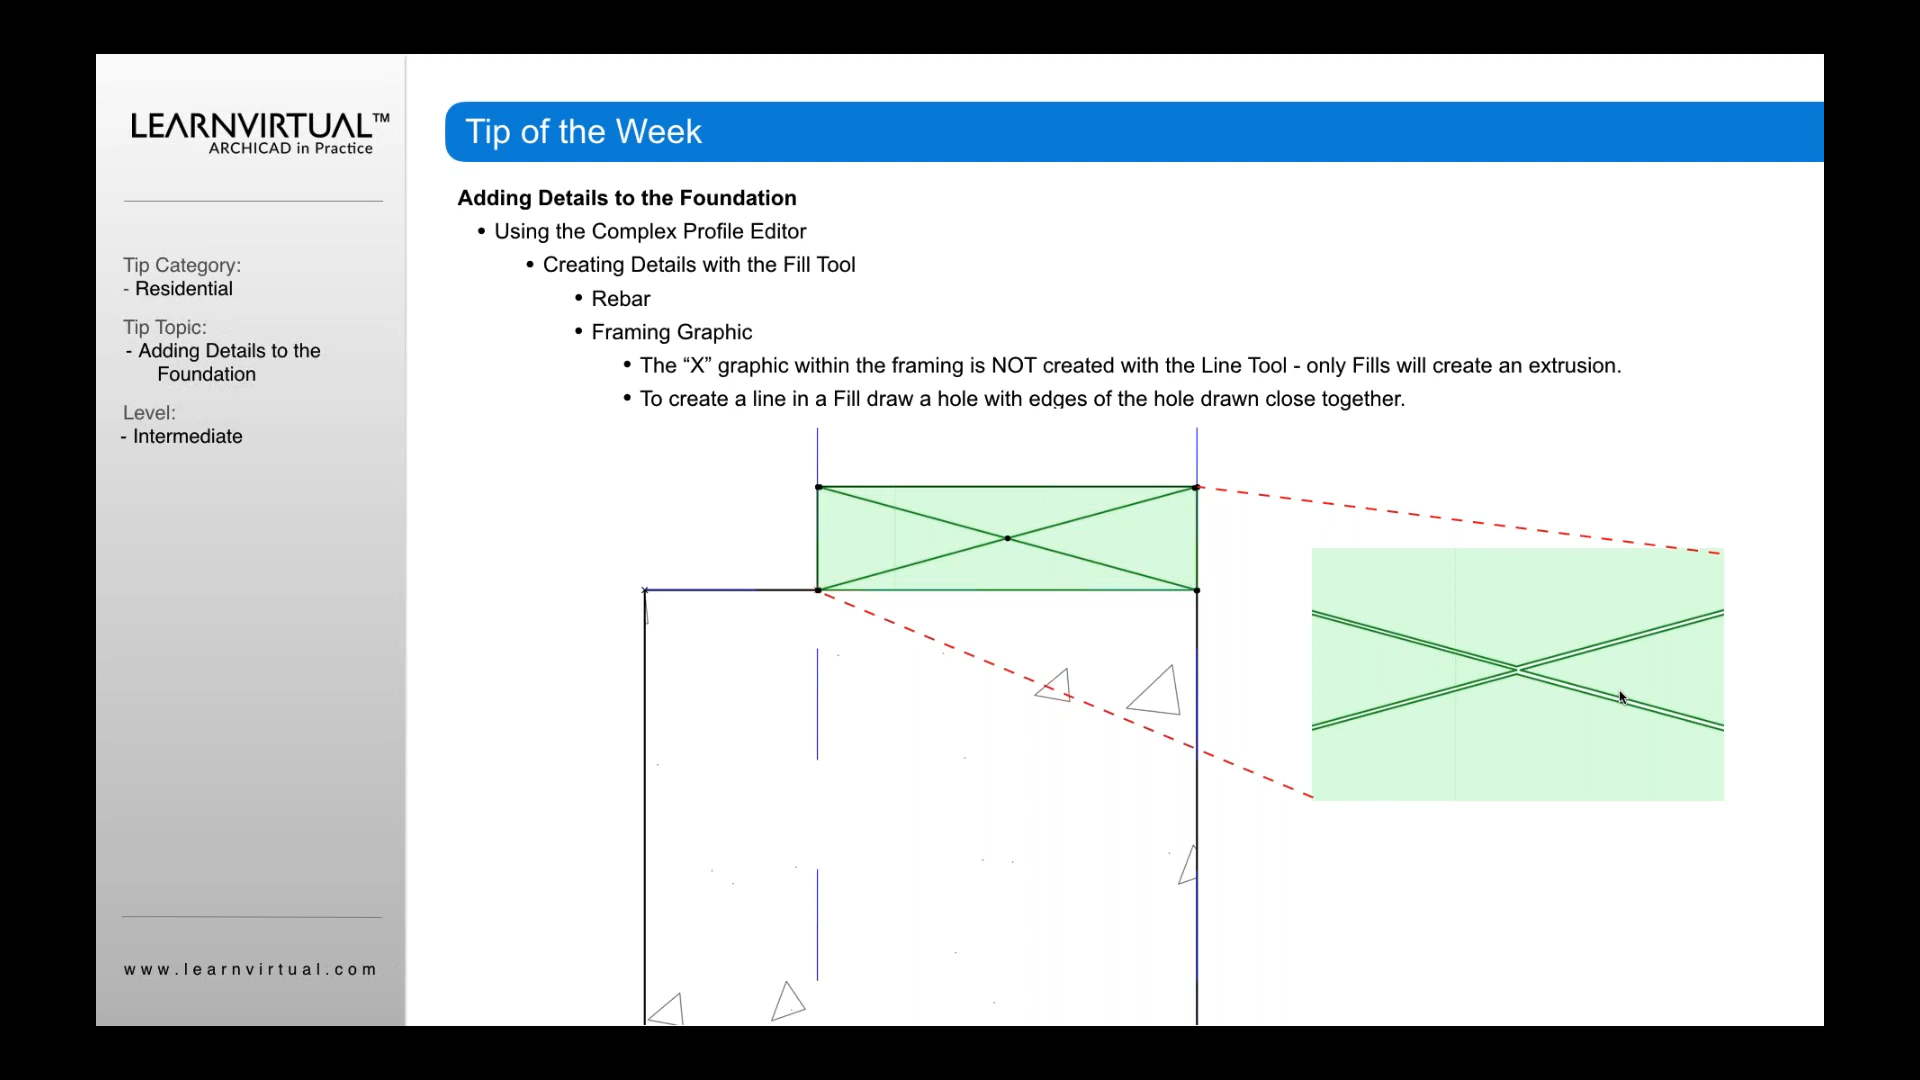 LEARNVIRTUAL™
ARCHICAD in Practice
Tip Category:
- Residential
Tip Topic:
- Adding Details to the
Foundation
Level:
- Intermediate
www.learnvirtual.com
Tip of the Week
Adding Details to the Foundation
• Using the Complex Profile Editor
• Creating Details with the Fill Tool
• Rebar
• Framing Graphic
• The “X” graphic within the framing is NOT created with the Line Tool - only Fills will create an extrusion.
• To create a line in a Fill draw a hole with edges of the hole drawn close together.